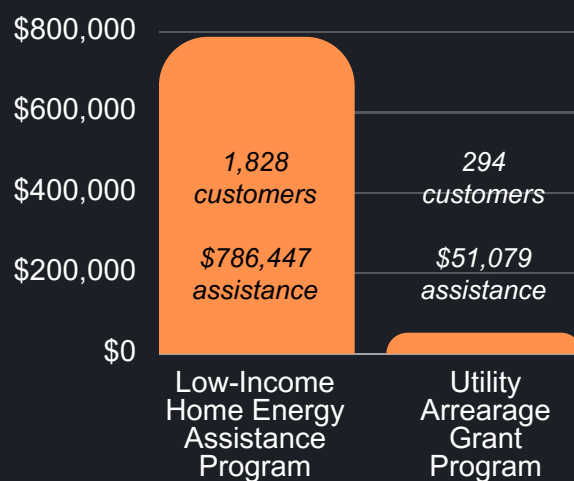 $800,000
$600,000
$400,000
$200,000
$0
1,828
customers
$786,447
assistance
294
customers
$51,079
assistance
Low-Income
Home Energy
Assistance
Program
Utility
Arrearage
Grant
Program